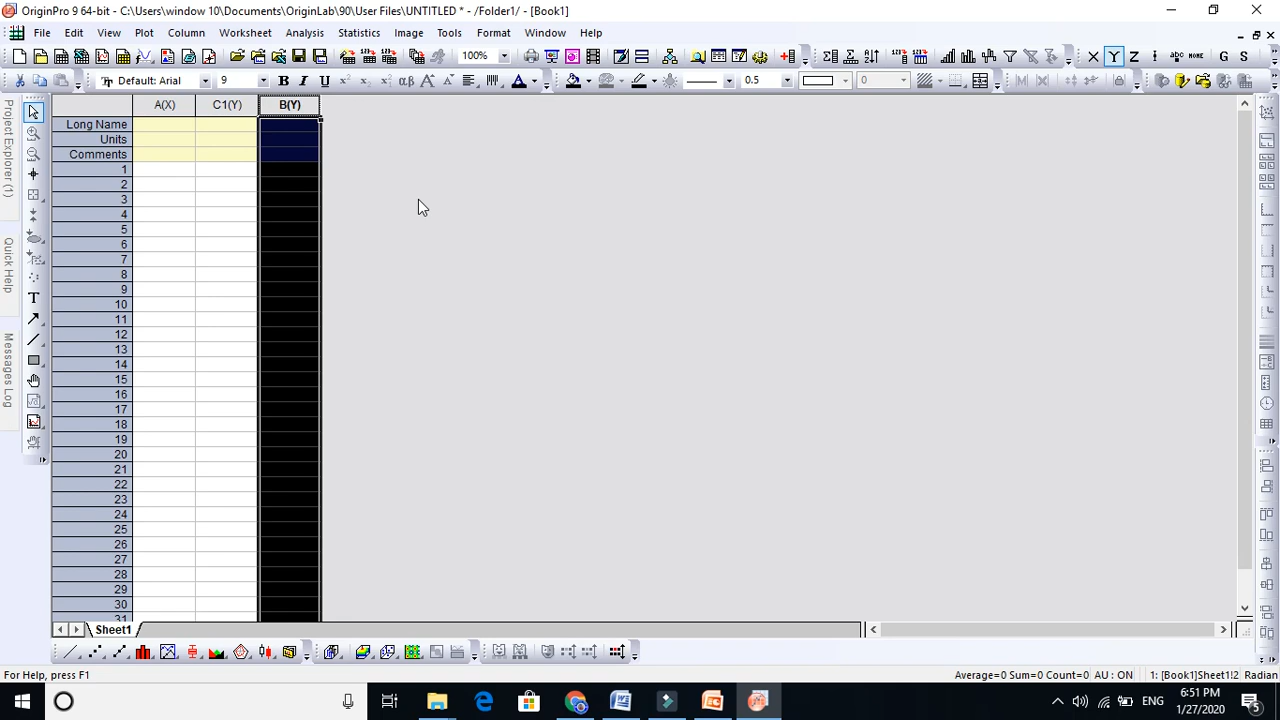 OriginPro 9 64-bit - C:\Users\window 10\Documents\OriginLab\90\User Files\UNTITLED * - /Folder1/ - [Book1]
File Edit View Plot Column Worksheet Analysis Statistics Image Tools Format Window Help
100% X Y Z NONE G S
Default: Arial 9 B I U αβ A A A 0.5 0
A(X) C1(Y) B(Y)
Long Name
Units
Comments
1
2
3
4
5
6
7
8
9
10
11
12
13
14
15
16
17
18
19
20
21
22
23
24
25
26
27
28
29
30
31
Project Explorer (1)
Quick Help
Messages Log
T
Sheet1
For Help, press F1 Average=0 Sum=0 Count=0 AU : ON 1: [Book1]Sheet1!2 Radian
ENG 6:51 PM
1/27/2020 5